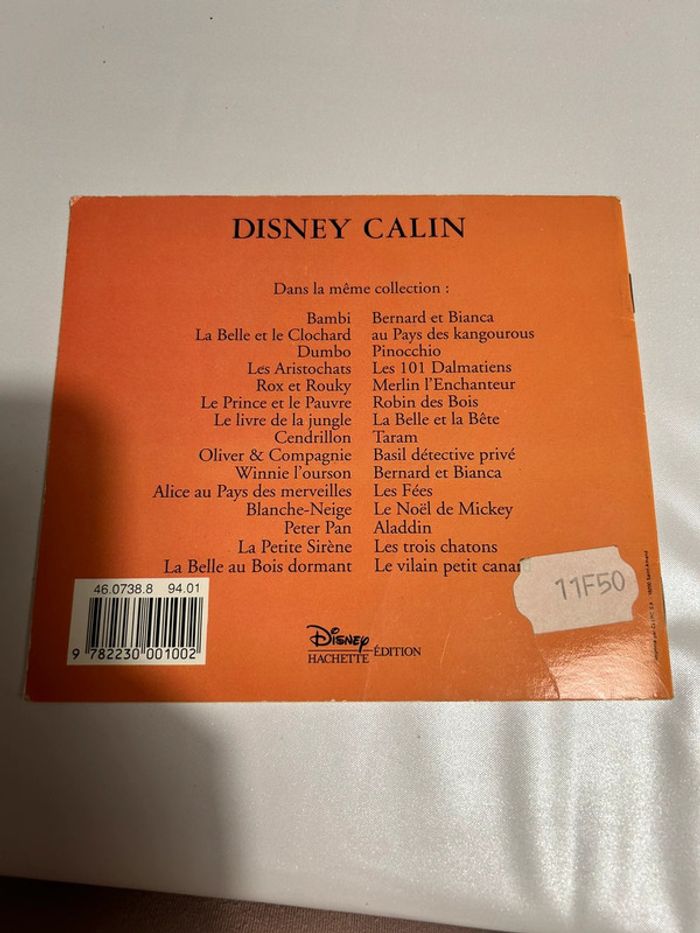 DISNEY CALIN
Dans la même collection :
Bambi
La Belle et le Clochard
Dumbo
Les Aristochats
Rox et Rouky
Le Prince et le Pauvre
Le livre de la jungle
Cendrillon
Oliver & Compagnie
Winnie l'ourson
Alice au Pays des merveilles
Blanche-Neige
Peter Pan
La Petite Sirène
La Belle au Bois dormant
Bernard et Bianca
au Pays des kangourous
Pinocchio
Les 101 Dalmatiens
Merlin l'Enchanteur
Robin des Bois
La Belle et la Bête
Taram
Basil détective privé
Bernard et Bianca
Les Fées
Le Noël de Mickey
Aladdin
Les trois chatons
Le vilain petit canard
11F50
46.0738.8 94.01
9 782230 001002
Disney
HACHETTE ÉDITION